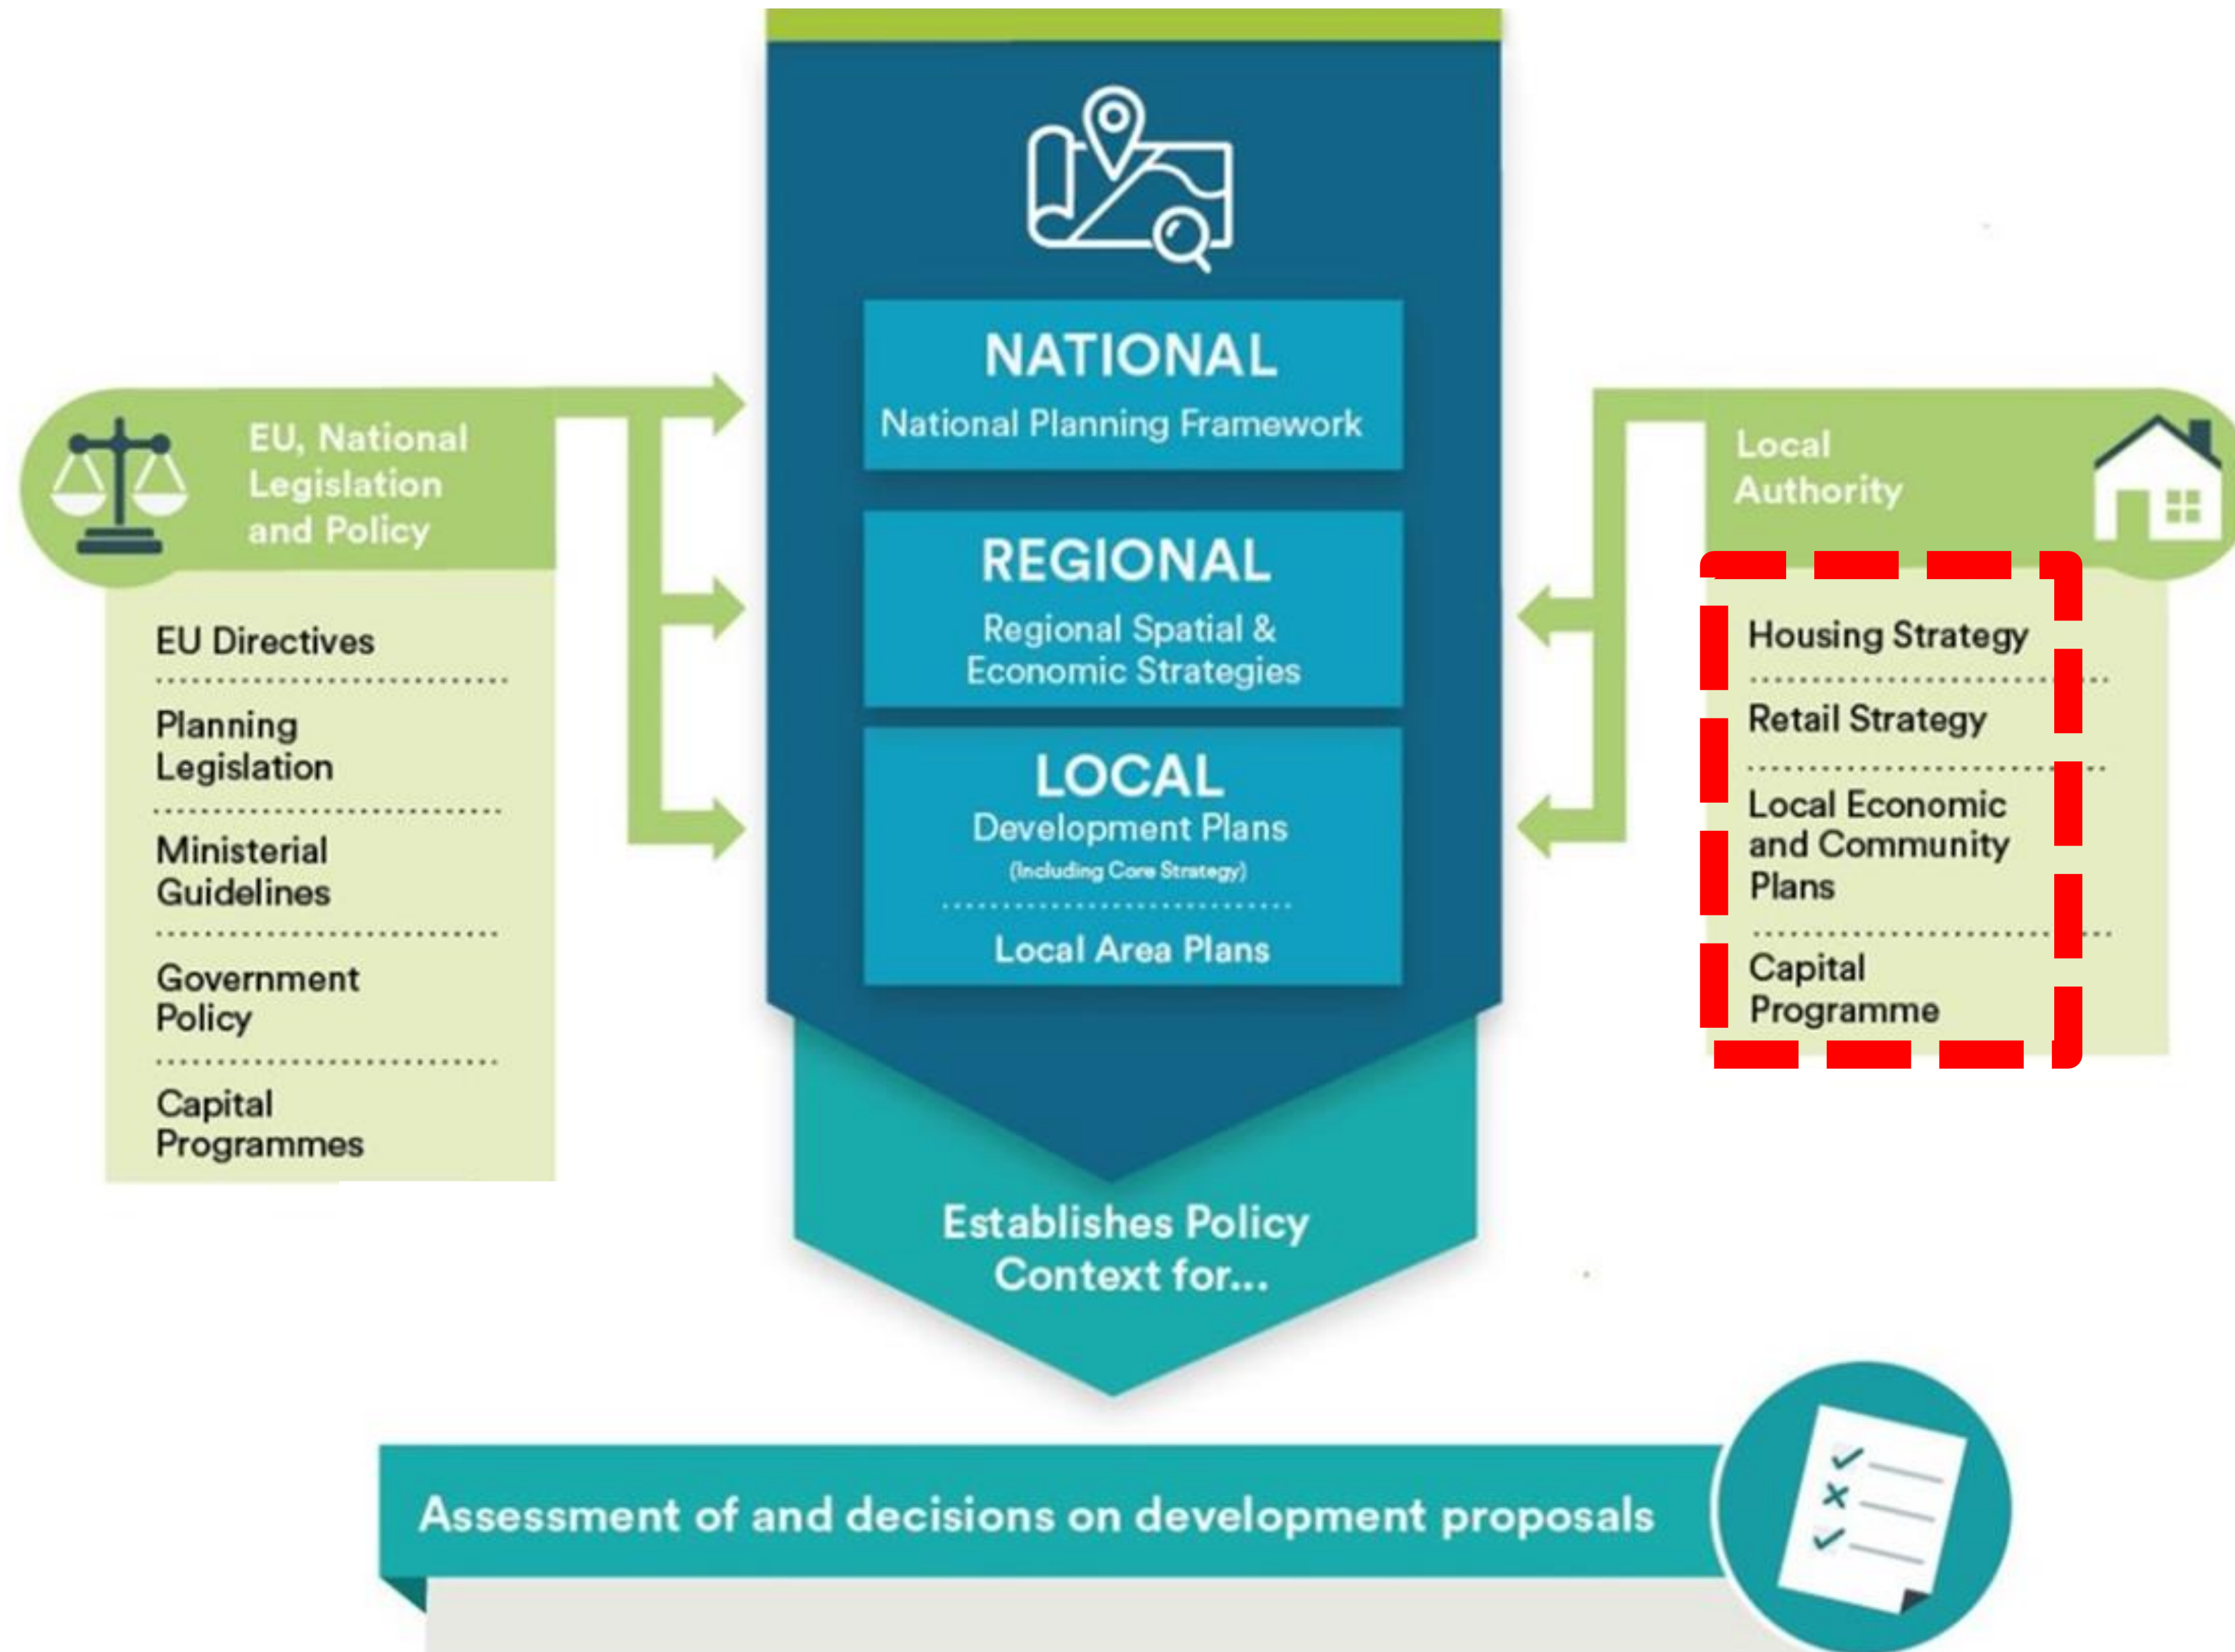 NATIONAL
National Planning Framework
REGIONAL
Regional Spatial &
Economic Strategies
LOCAL
Development Plans
(Including Core Strategy)
Local Area Plans
EU, National
Legislation
and Policy
EU Directives
Planning
Legislation
Ministerial
Guidelines
Government
Policy
Capital
Programmes
Local
Authority
Housing Strategy
Retail Strategy
Local Economic
and Community
Plans
Capital
Programme
Establishes Policy
Context for...
Assessment of and decisions on development proposals